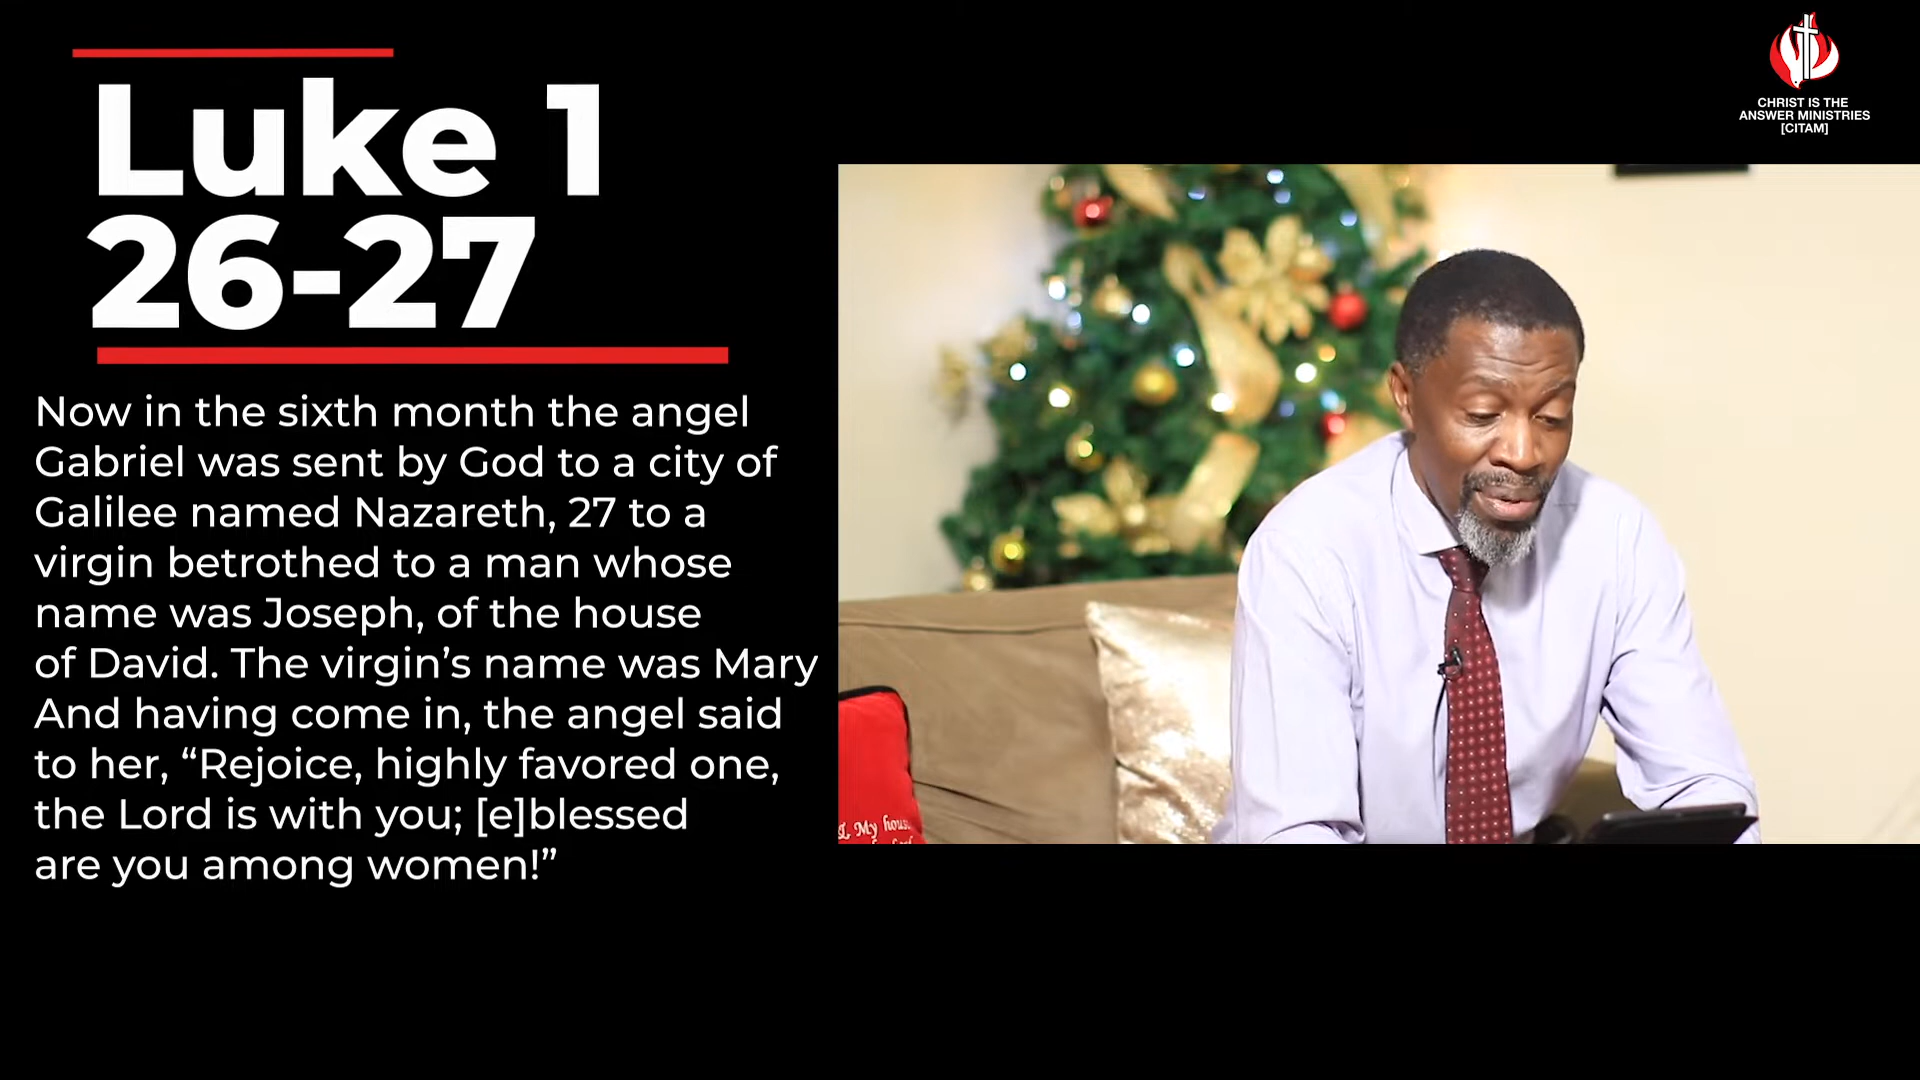 Luke 1
26-27
Now in the sixth month the angel
Gabriel was sent by God to a city of
Galilee named Nazareth, 27 to a
virgin betrothed to a man whose
name was Joseph, of the house
of David. The virgin’s name was Mary
And having come in, the angel said
to her, “Rejoice, highly favored one,
the Lord is with you; [e]blessed
are you among women!”
CHRIST IS THE
ANSWER MINISTRIES
[CITAM]
My hous